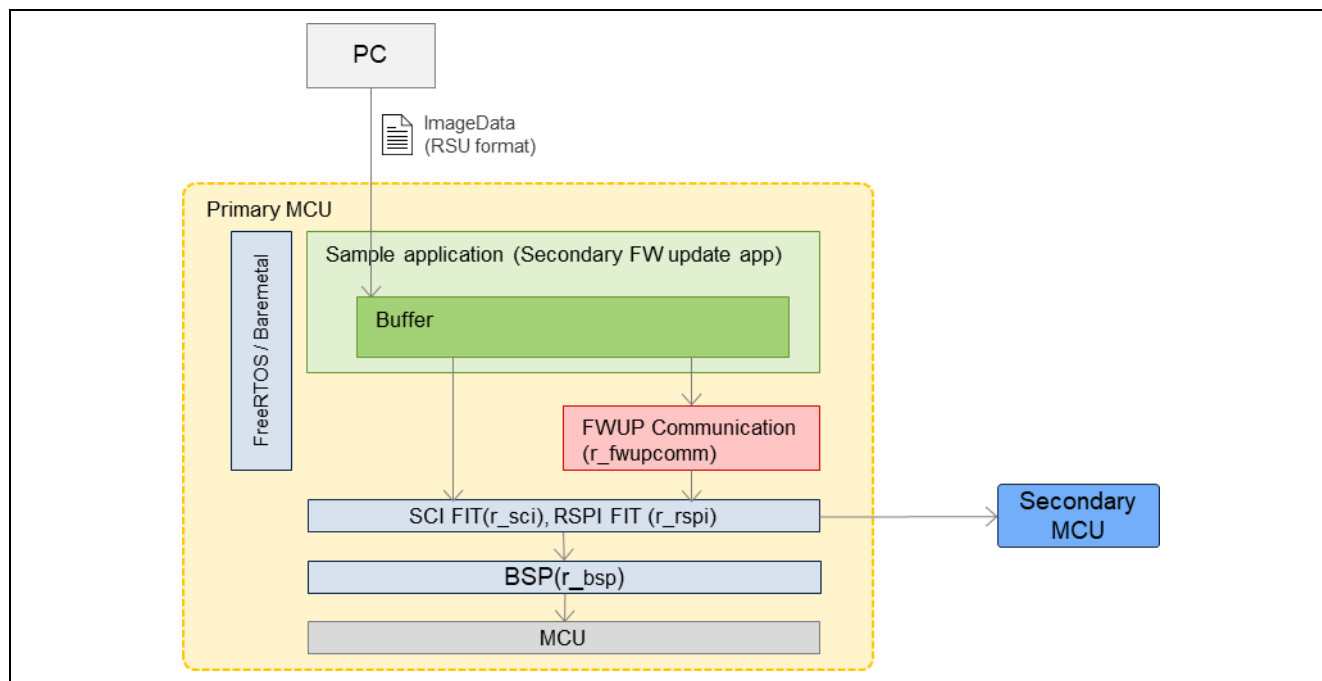 PC
ImageData
(RSU format)
Primary MCU
FreeRTOS / Baremetal
Sample application (Secondary FW update app)
Buffer
FWUP Communication
(r_fwupcomm)
SCI FIT(r_sci), RSPI FIT (r_rspi)
Secondary
MCU
BSP(r_bsp)
MCU